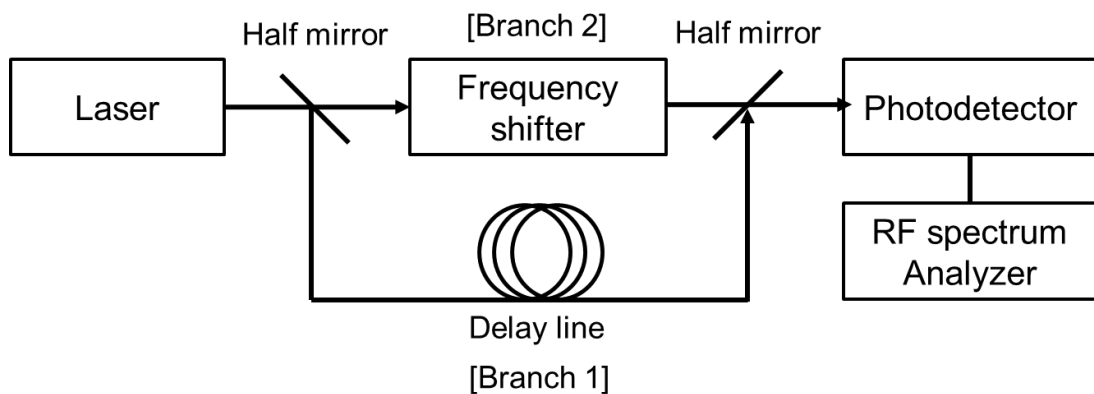 [Branch 2]
Half mirror
Half mirror
Laser
Frequency
shifter
Photodetector
RF spectrum
Analyzer
Delay line
[Branch 1]